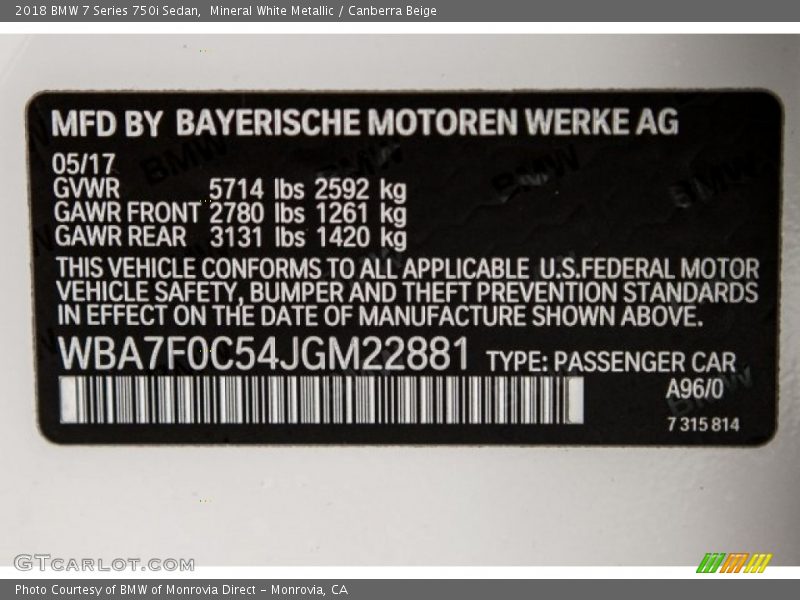 2018 BMW 7 Series 750i Sedan,  Mineral White Metallic / Canberra Beige
MFD BY BAYERISCHE MOTOREN WERKE AG
05/17
GVWR 5714 lbs 2592 kg
GAWR FRONT 2780 lbs 1261 kg
GAWR REAR 3131 lbs 1420 kg
THIS VEHICLE CONFORMS TO ALL APPLICABLE U.S.FEDERAL MOTOR
VEHICLE SAFETY, BUMPER AND THEFT PREVENTION STANDARDS
IN EFFECT ON THE DATE OF MANUFACTURE SHOWN ABOVE.
WBA7F0C54JGM22881 TYPE: PASSENGER CAR
A96/0
7 315 814
GTCARLOT.COM
Photo Courtesy of BMW of Monrovia Direct – Monrovia, CA